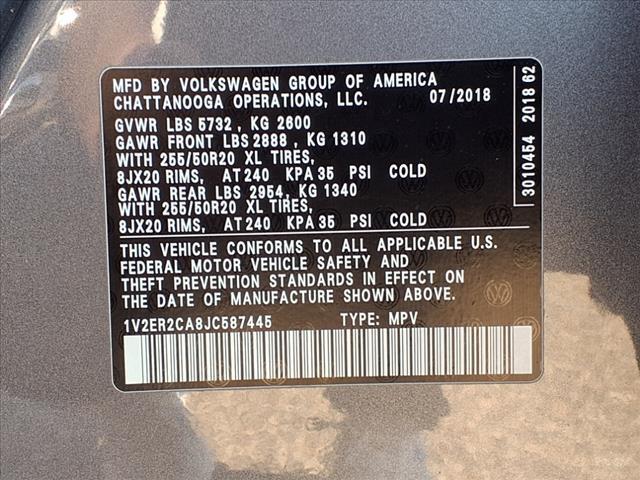 MFD BY VOLKSWAGEN GROUP OF AMERICA
CHATTANOOGA OPERATIONS, LLC. 07/2018
GVWR LBS 5732 , KG 2600
GAWR FRONT LBS 2888 , KG 1310
WITH 255/50R20 XL TIRES,
8JX20 RIMS, AT 240 KPA 35 PSI COLD
GAWR REAR LBS 2954, KG 1340
WITH 255/50R20 XL TIRES,
8JX20 RIMS, AT 240 KPA 35 PSI COLD
THIS VEHICLE CONFORMS TO ALL APPLICABLE U.S.
FEDERAL MOTOR VEHICLE SAFETY AND
THEFT PREVENTION STANDARDS IN EFFECT ON
THE DATE OF MANUFACTURE SHOWN ABOVE.
1V2ER2CA8JC587445 TYPE: MPV
3010454 2018 62